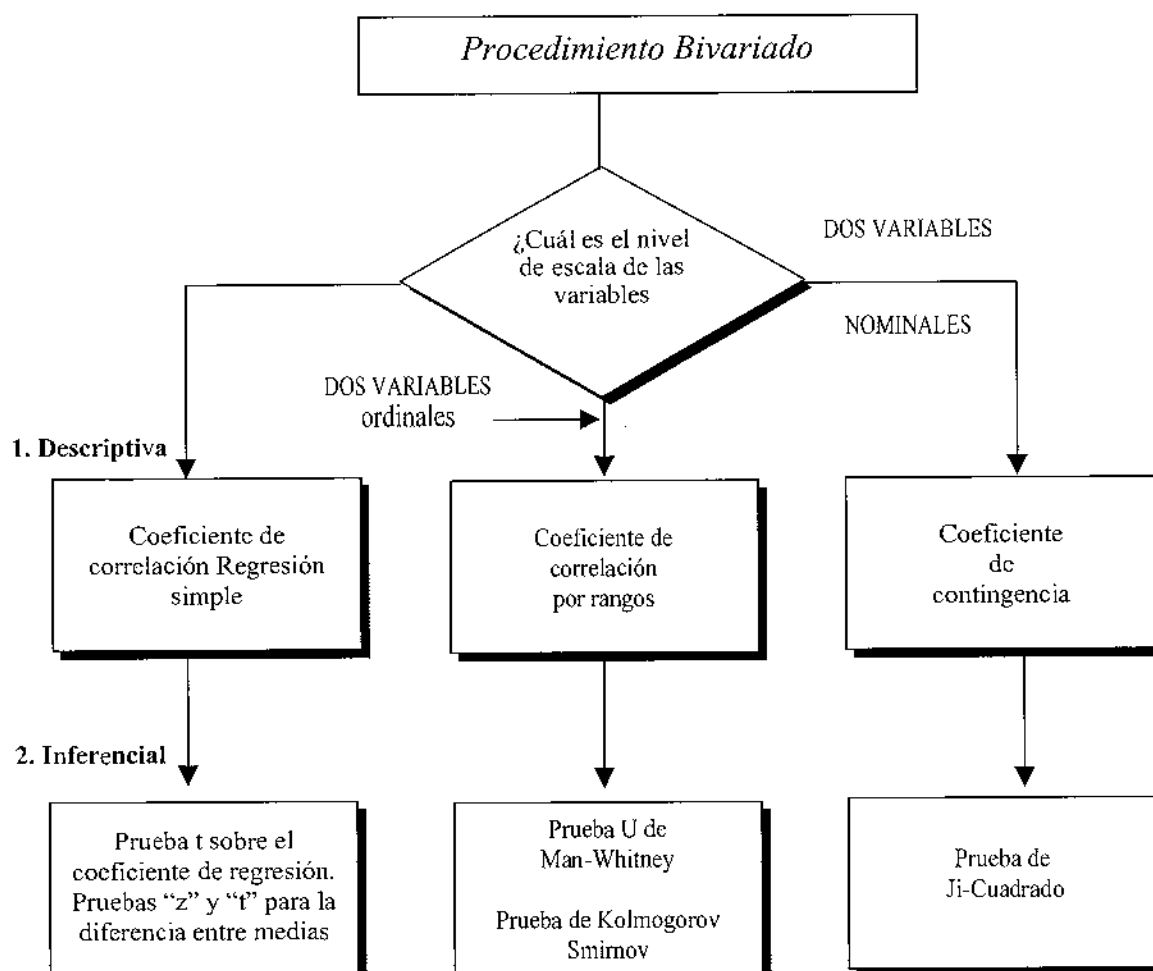 Procedimiento Bivariado
¿Cuál es el nivel
de escala de las
variables
DOS VARIABLES
NOMINALES
DOS VARIABLES
ordinales
1. Descriptiva
Coeficiente de
correlación Regresión
simple
Coeficiente de
correlación
por rangos
Coeficiente
de
contingencia
2. Inferencial
Prueba t sobre el
coeficiente de regresión.
Pruebas “z” y “t” para la
diferencia entre medias
Prueba U de
Man-Whitney
Prueba de Kolmogorov
Smirnov
Prueba de
Ji-Cuadrado